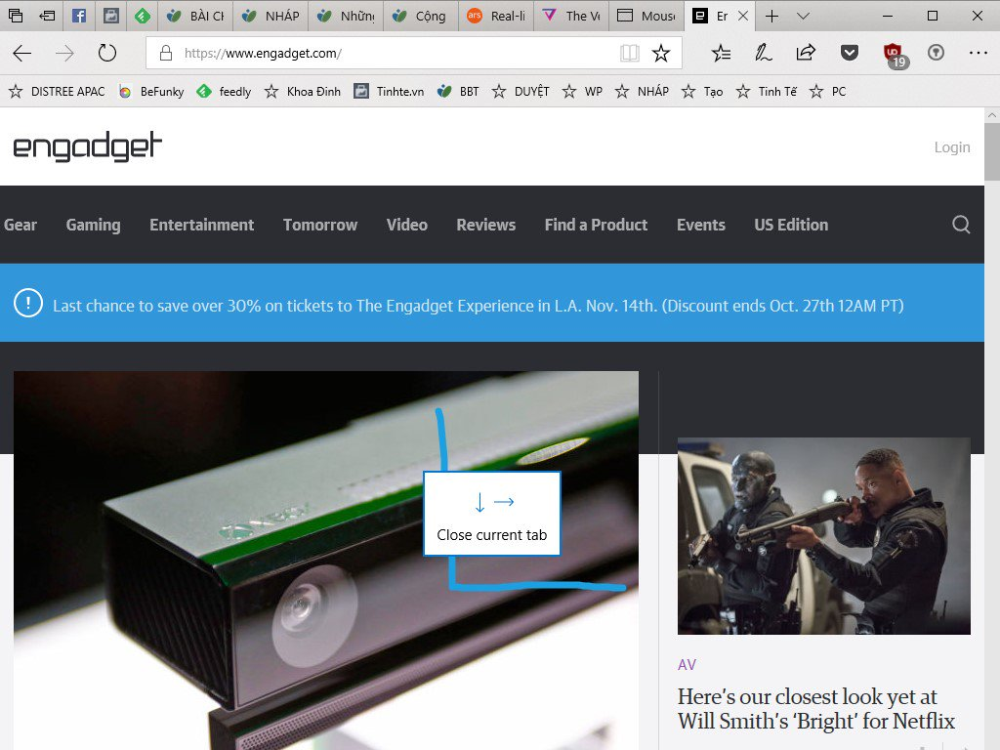 BÀI
NHÁP
Nhữn
Cộng
Real-li
The Ve
Mous
https://www.engadget.com/
19
DISTREE APAC BeFunky feedly Khoa Đinh Tinhte.vn BBT DUYỆT WP NHÁP Tạo Tinh Tế PC
engadget
Login
Gear Gaming Entertainment Tomorrow Video Reviews Find a Product Events US Edition
Last chance to save over 30% on tickets to The Engadget Experience in L.A. Nov. 14th. (Discount ends Oct. 27th 12AM PT)
XBOX
Close current tab
AV
Here's our closest look yet at
Will Smith's 'Bright' for Netflix